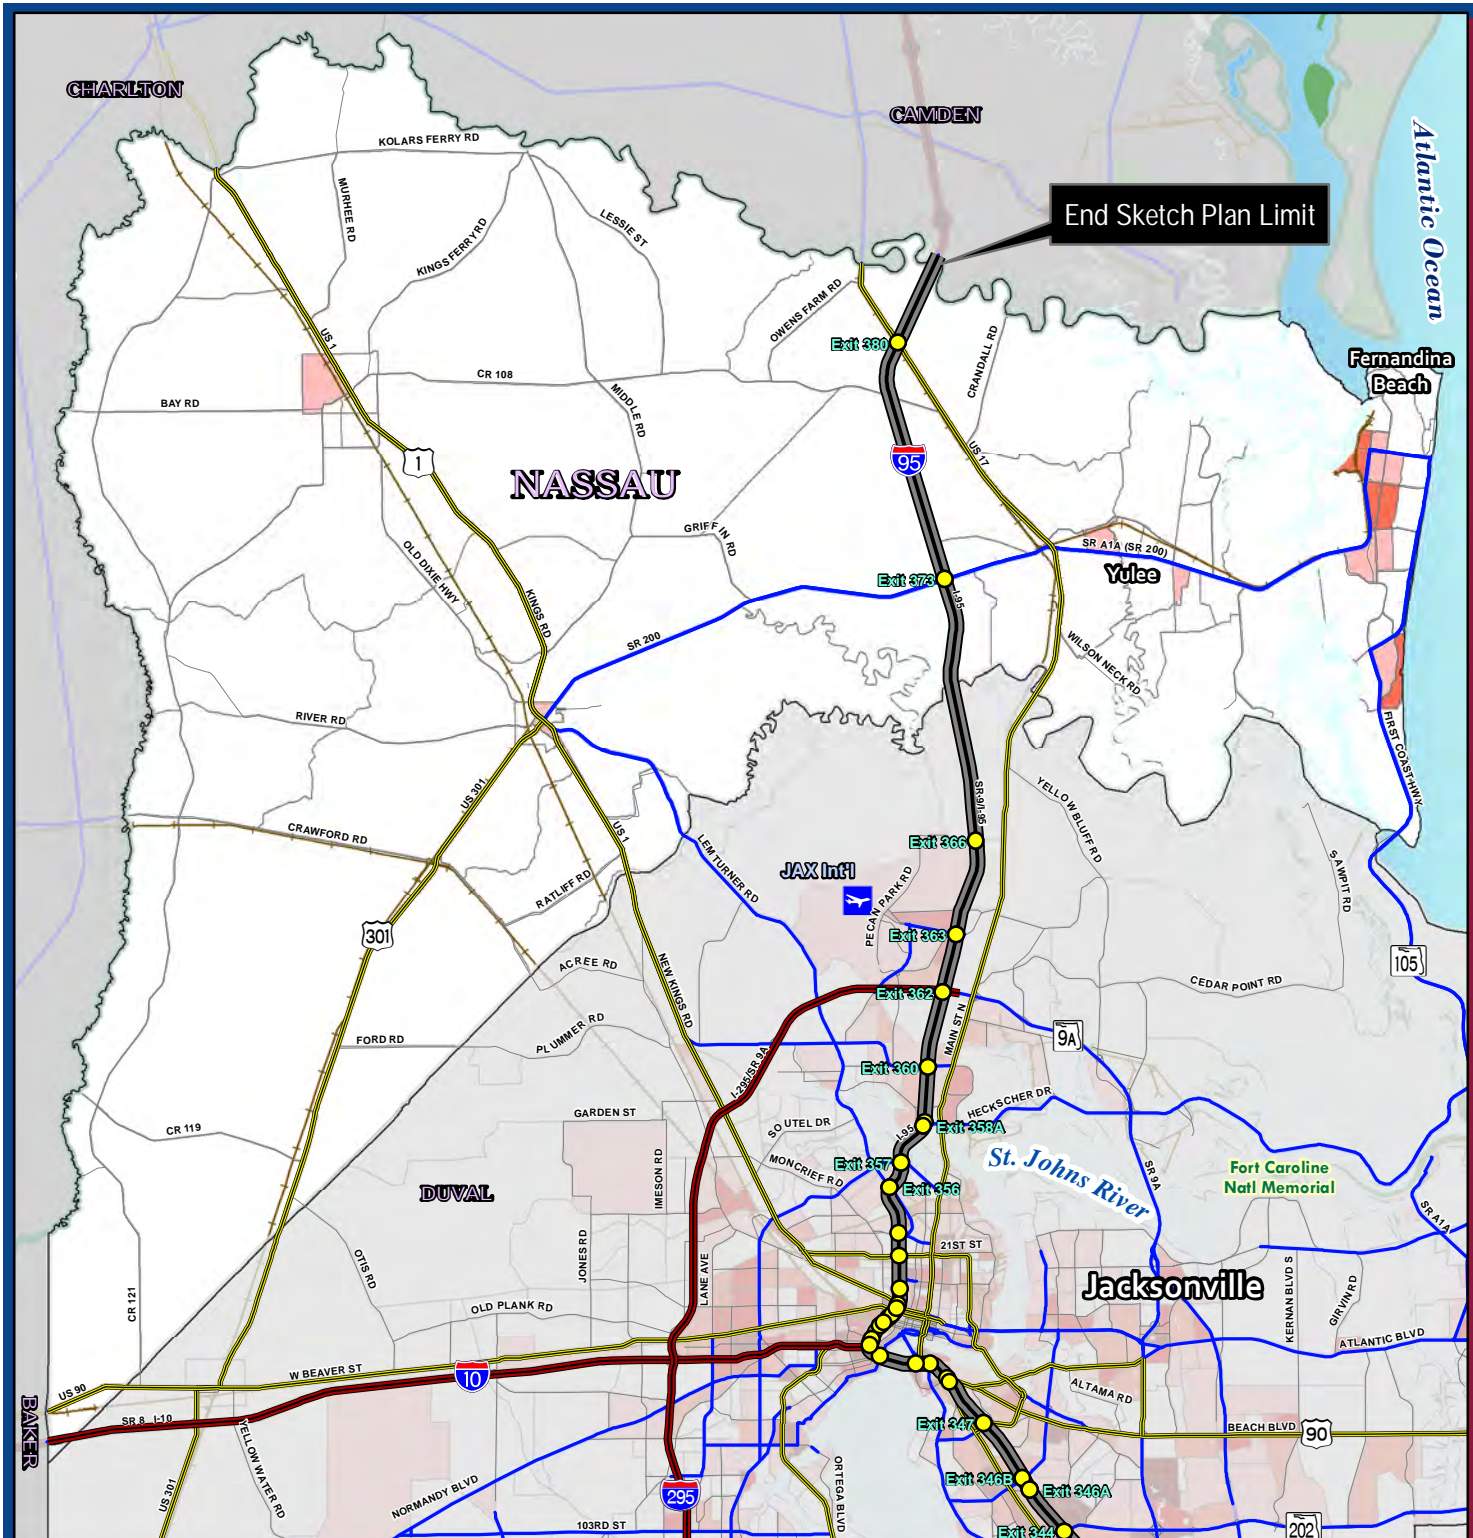 CHARLTON
CAMDEN
Atlantic Ocean
KOLARS FERRY RD
MURHEE RD
KINGS FERRY RD
LESSIE ST
End Sketch Plan Limit
OWENS FARM RD
CRANDALL RD
Exit 380
US 1
CR 108
MIDDLE RD
BAY RD
Fernandina
Beach
1
NASSAU
95
US 17
GRIFFIN RD
OLD DIXIE HWY
KINGS RD
SR A1A (SR 200)
Yulee
Exit 373
I-95
SR 200
WILSON NECK RD
RIVER RD
FIRST COAST HWY
US 301
US 1
SR 9/I-95
YELLOW BLUFF RD
CRAWFORD RD
LEM TURNER RD
Exit 366
JAX Int'l
PECAN PARK RD
SAWPIT RD
RATLIFF RD
301
Exit 363
105
ACREE RD
NEW KINGS RD
Exit 362
CEDAR POINT RD
FORD RD
PLUMMER RD
MAIN ST N
9A
I-295/SR 9A
Exit 360
HECKSCHER DR
GARDEN ST
SOUTEL DR
I-95
Exit 358A
CR 119
IMESON RD
MONCRIEF RD
Exit 357
St. Johns River
SR 9A
Fort Caroline
Natl Memorial
DUVAL
Exit 356
SR A1A
OTIS RD
JONES RD
LANE AVE
21ST ST
Jacksonville
CR 121
OLD PLANK RD
KERNAN BLVD S
GIRVIN RD
ATLANTIC BLVD
W BEAVER ST
10
US 90
ALTAMA RD
BAKER
SR 8 I-10
YELLOW WATER RD
Exit 347
BEACH BLVD
90
US 301
NORMANDY BLVD
295
ORTEGA BLVD
Exit 346B
Exit 346A
103RD ST
Exit 344
202